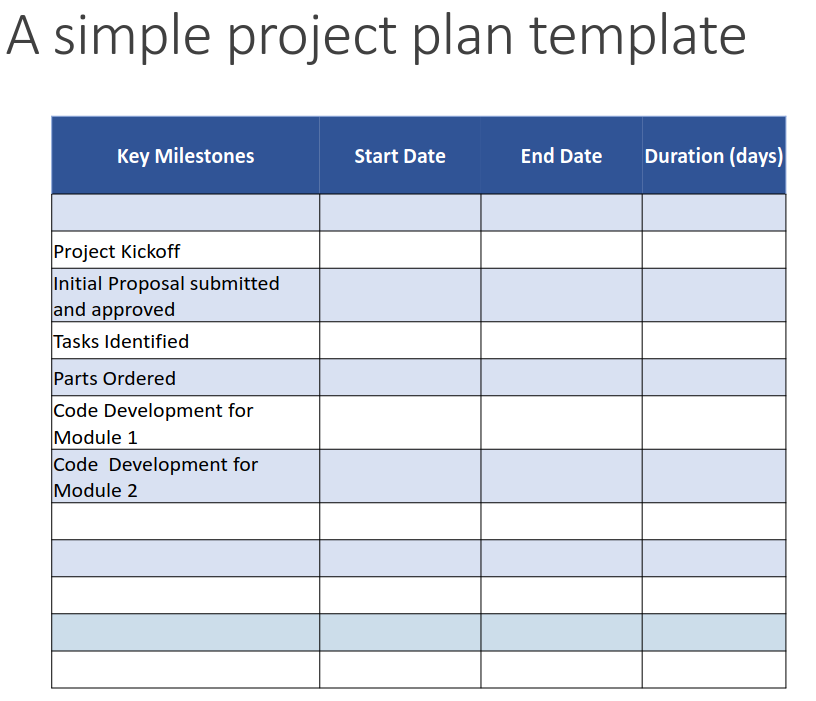 A simple project plan template
Key Milestones Start Date End Date Duration (days)
Project Kickoff
Initial Proposal submitted
and approved
Tasks Identified
Parts Ordered
Code Development for
Module 1
Code  Development for
Module 2